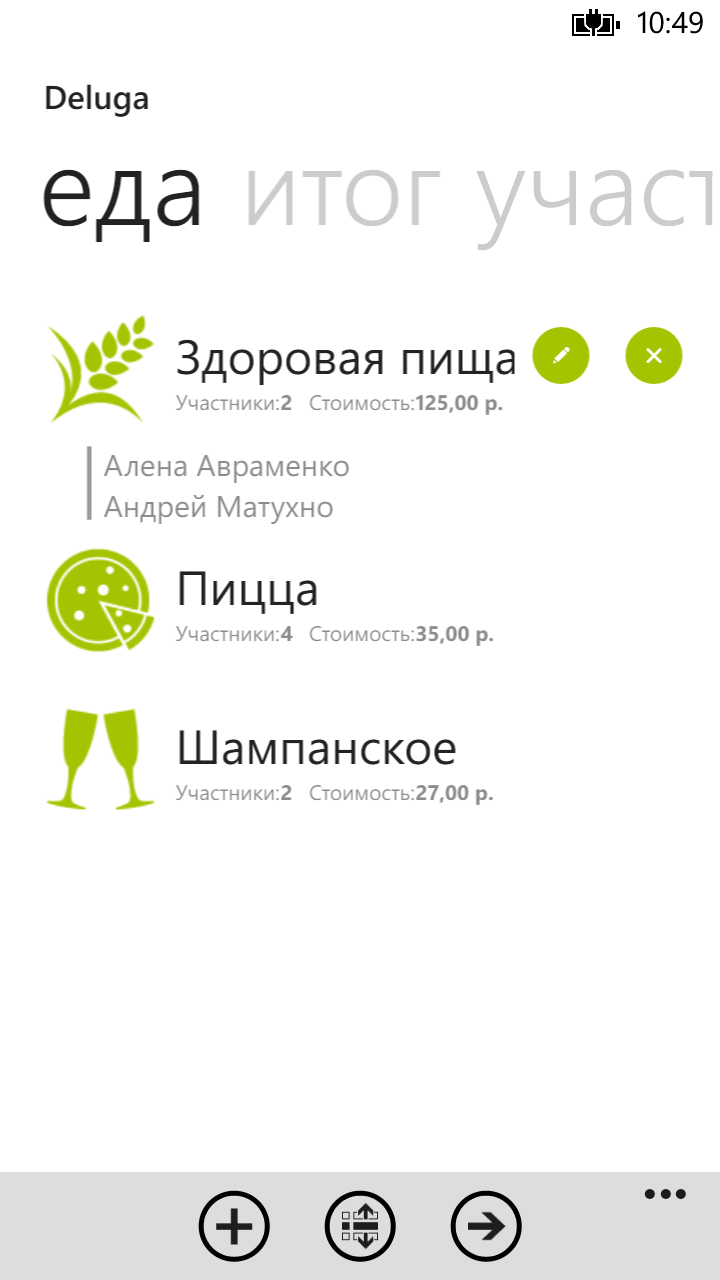 10:49
Deluga
еда итог участ
Здоровая пища
Участники:2 Стоимость:125,00 р.
Алена Авраменко
Андрей Матухно
Пицца
Участники:4 Стоимость:35,00 р.
Шампанское
Участники:2 Стоимость:27,00 р.